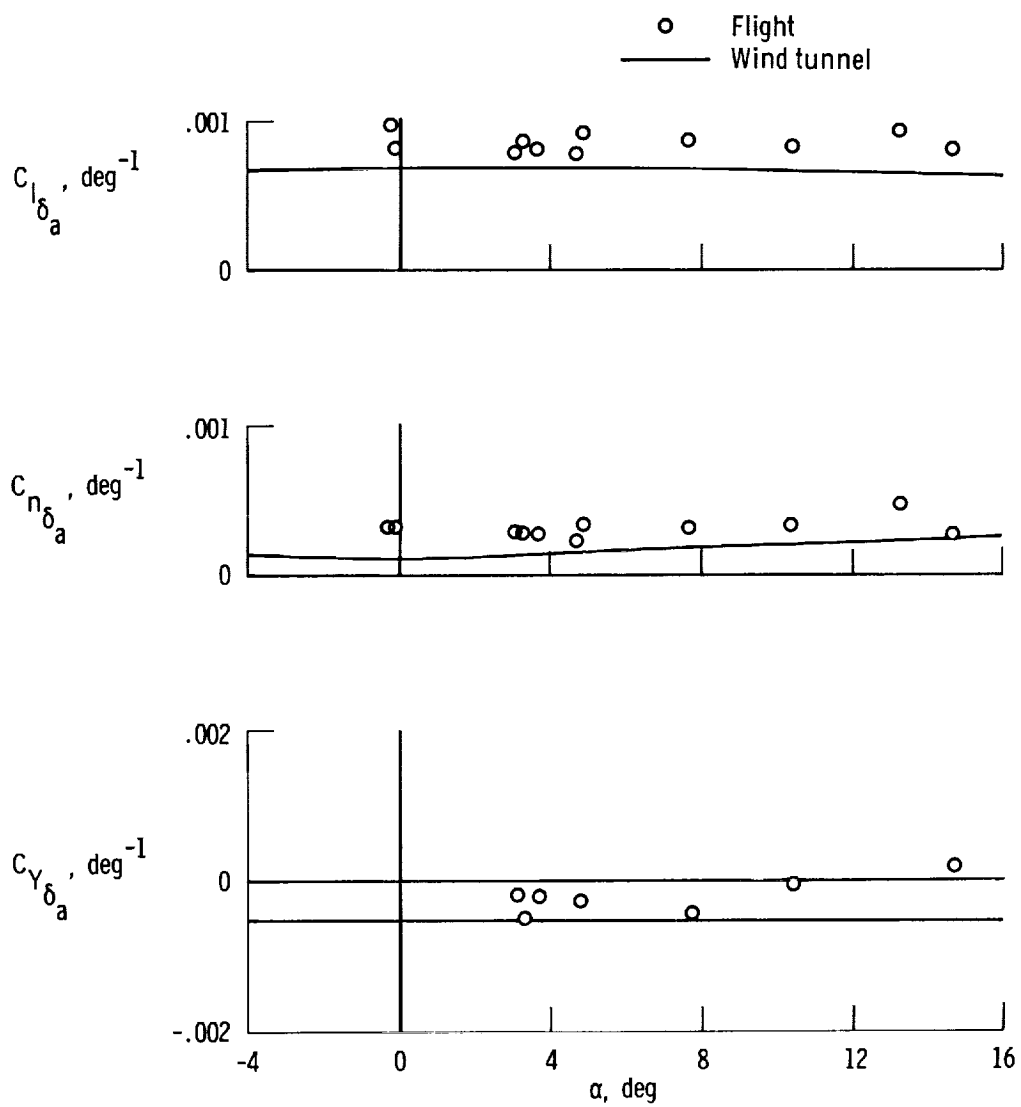 Flight
Wind tunnel
.001
C_{l_{δ_a}}, deg^{-1}
0
.001
C_{n_{δ_a}}, deg^{-1}
0
.002
C_{Y_{δ_a}}, deg^{-1}
0
-.002
-4 0 4 8 12 16
α, deg